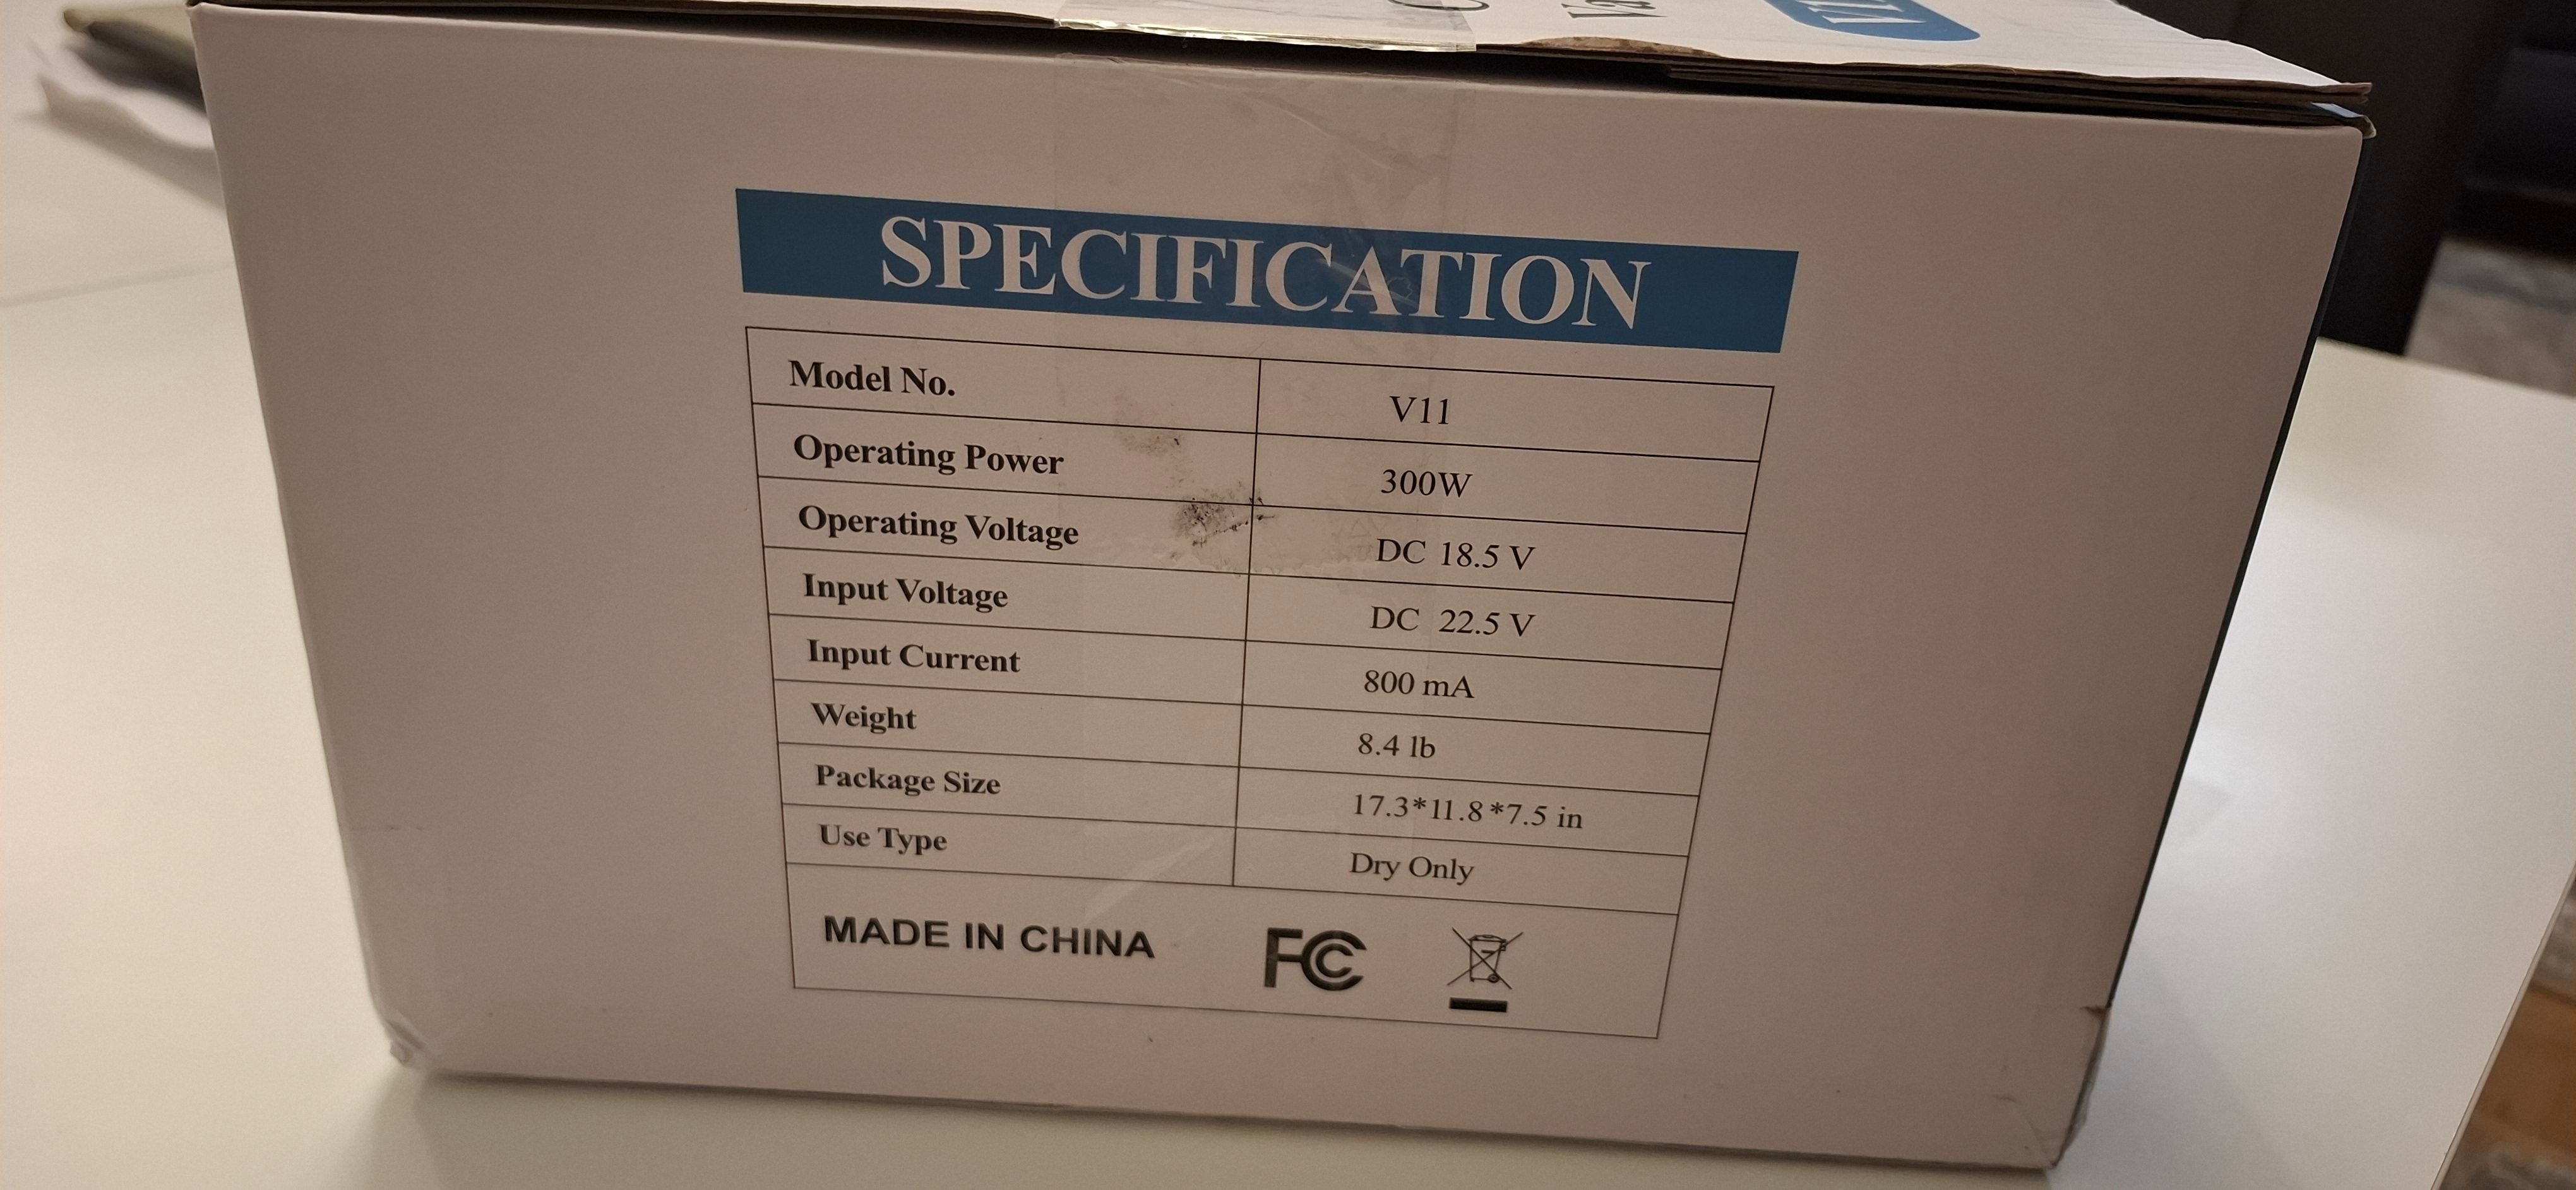 SPECIFICATION
Model No. V11
Operating Power 300W
Operating Voltage DC 18.5 V
Input Voltage DC 22.5 V
Input Current 800 mA
Weight 8.4 lb
Package Size 17.3*11.8*7.5 in
Use Type Dry Only
MADE IN CHINA FC